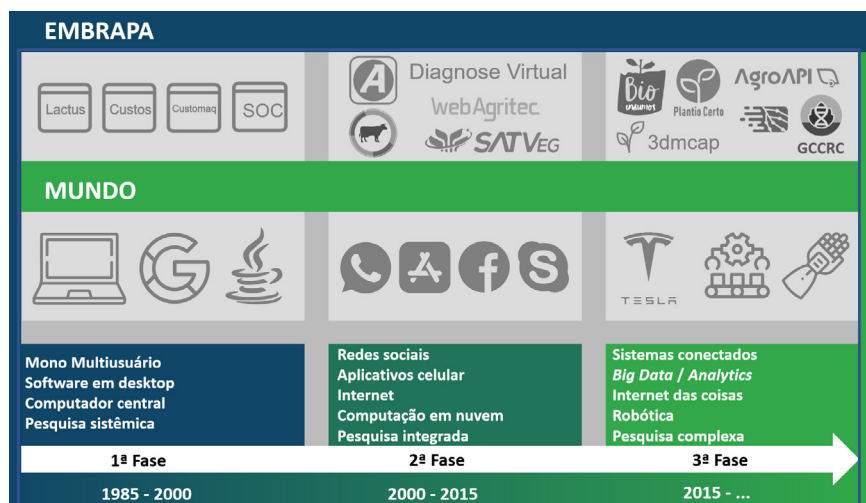 EMBRAPA
Lactus
Custos
Customaq
SOC
A
Diagnose Virtual
webAgritec
SATVEG
Bio
insumos
Plantio Certo
AgroAPI
3dmcap
GCCRC
MUNDO
G
f
S
TESLA
Mono Multiusuário
Software em desktop
Computador central
Pesquisa sistêmica
Redes sociais
Aplicativos celular
Internet
Computação em nuvem
Pesquisa integrada
Sistemas conectados
Big Data / Analytics
Internet das coisas
Robótica
Pesquisa complexa
1ª Fase
2ª Fase
3ª Fase
1985 - 2000
2000 - 2015
2015 - ...